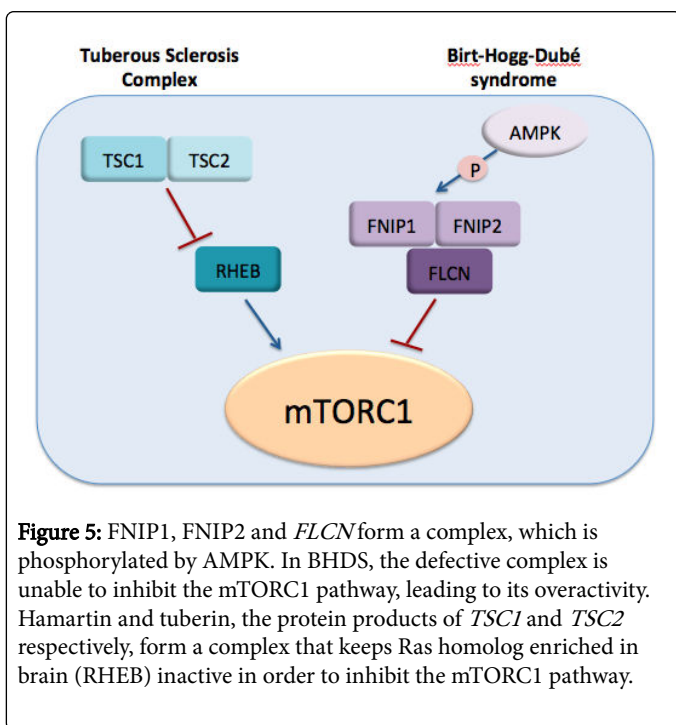 Tuberous Sclerosis
Complex
Birt-Hogg-Dubé
syndrome
AMPK
P
TSC1
TSC2
FNIP1
FNIP2
RHEB
FLCN
mTORC1
Figure 5: FNIP1, FNIP2 and FLCN form a complex, which is
phosphorylated by AMPK. In BHDS, the defective complex is
unable to inhibit the mTORC1 pathway, leading to its overactivity.
Hamartin and tuberin, the protein products of TSC1 and TSC2
respectively, form a complex that keeps Ras homolog enriched in
brain (RHEB) inactive in order to inhibit the mTORC1 pathway.